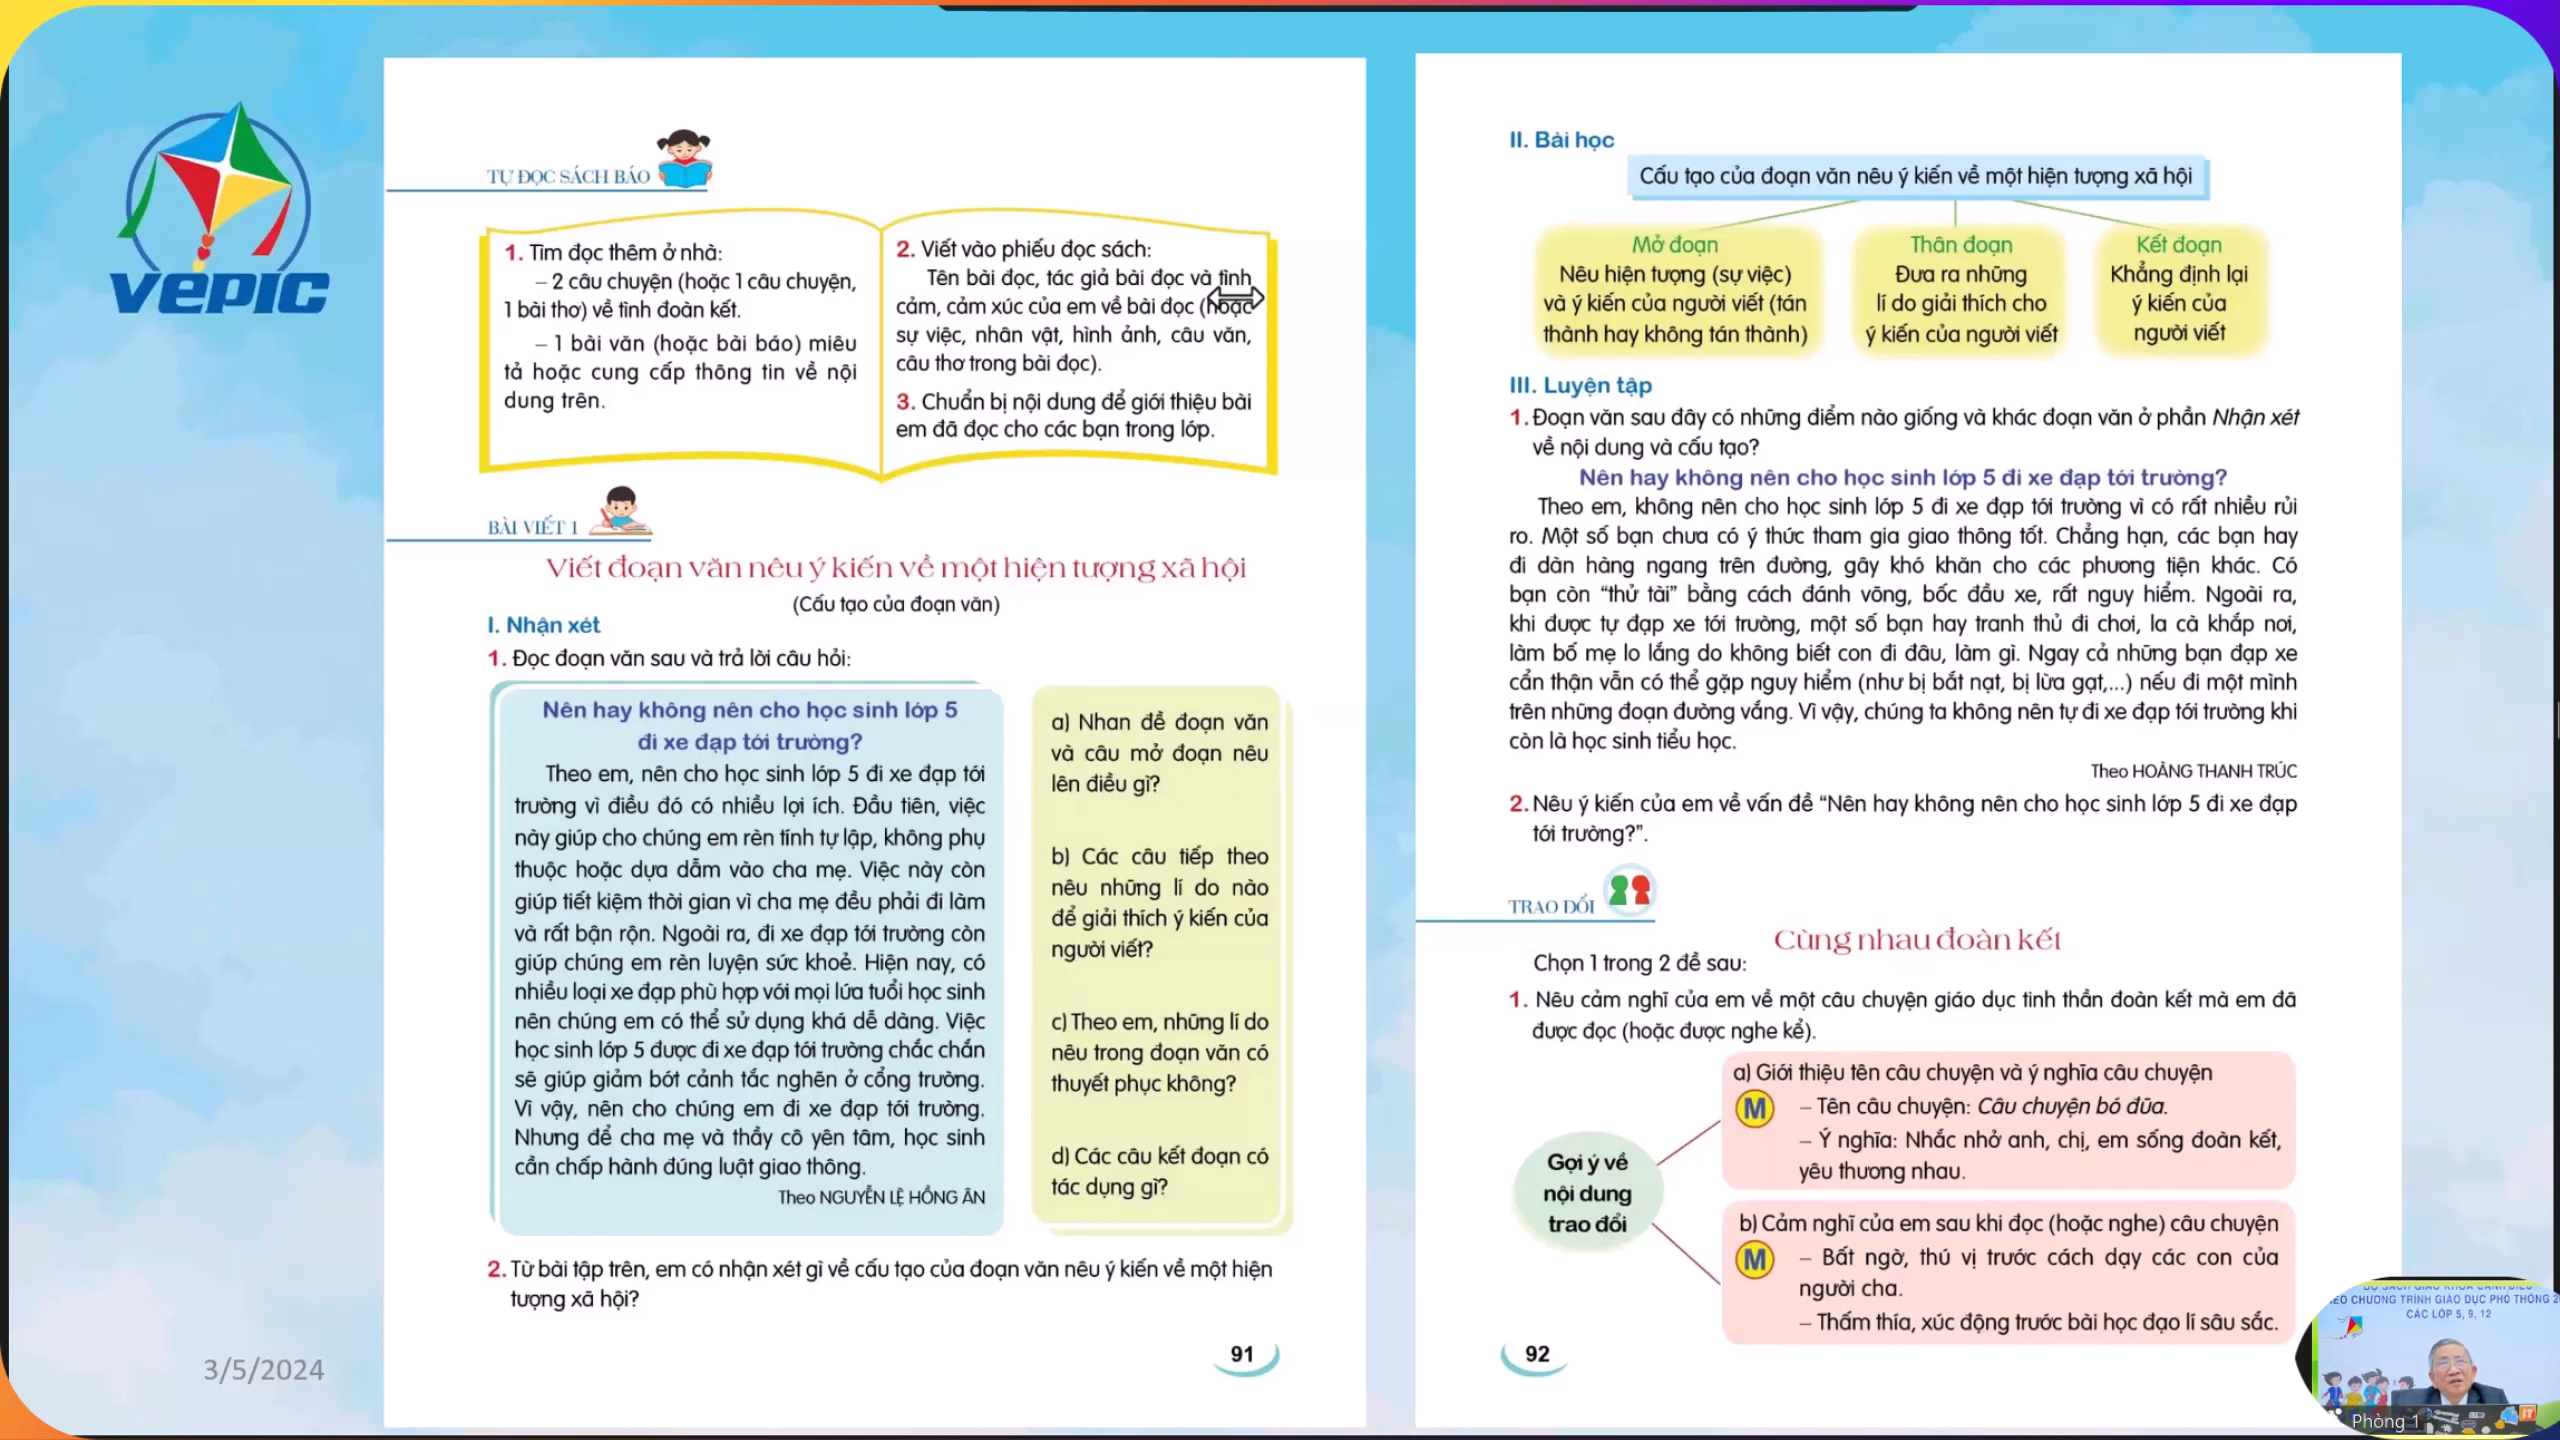 VEPIC
TỰ ĐỌC SÁCH BÁO
1. Tìm đọc thêm ở nhà:
– 2 câu chuyện (hoặc 1 câu chuyện,
1 bài thơ) về tình đoàn kết.
– 1 bài văn (hoặc bài báo) miêu
tả hoặc cung cấp thông tin về nội
dung trên.
2. Viết vào phiếu đọc sách:
Tên bài đọc, tác giả bài đọc và tình
cảm, cảm xúc của em về bài đọc (hoặc
sự việc, nhân vật, hình ảnh, câu văn,
câu thơ trong bài đọc).
3. Chuẩn bị nội dung để giới thiệu bài
em đã đọc cho các bạn trong lớp.
BÀI VIẾT 1
Viết đoạn văn nêu ý kiến về một hiện tượng xã hội
(Cấu tạo của đoạn văn)
I. Nhận xét
1. Đọc đoạn văn sau và trả lời câu hỏi:
Nên hay không nên cho học sinh lớp 5
đi xe đạp tới trường?
Theo em, nên cho học sinh lớp 5 đi xe đạp tới
trường vì điều đó có nhiều lợi ích. Đầu tiên, việc
này giúp cho chúng em rèn tính tự lập, không phụ
thuộc hoặc dựa dẫm vào cha mẹ. Việc này còn
giúp tiết kiệm thời gian vì cha mẹ đều phải đi làm
và rất bận rộn. Ngoài ra, đi xe đạp tới trường còn
giúp chúng em rèn luyện sức khoẻ. Hiện nay, có
nhiều loại xe đạp phù hợp với mọi lứa tuổi học sinh
nên chúng em có thể sử dụng khá dễ dàng. Việc
học sinh lớp 5 được đi xe đạp tới trường chắc chắn
sẽ giúp giảm bớt cảnh tắc nghẽn ở cổng trường.
Vì vậy, nên cho chúng em đi xe đạp tới trường.
Nhưng để cha mẹ và thầy cô yên tâm, học sinh
cần chấp hành đúng luật giao thông.
Theo NGUYỄN LỆ HỒNG ÂN
a) Nhan đề đoạn văn
và câu mở đoạn nêu
lên điều gì?
b) Các câu tiếp theo
nêu những lí do nào
để giải thích ý kiến của
người viết?
c) Theo em, những lí do
nêu trong đoạn văn có
thuyết phục không?
d) Các câu kết đoạn có
tác dụng gì?
2. Từ bài tập trên, em có nhận xét gì về cấu tạo của đoạn văn nêu ý kiến về một hiện
tượng xã hội?
91
3/5/2024
II. Bài học
Cấu tạo của đoạn văn nêu ý kiến về một hiện tượng xã hội
Mở đoạn
Nêu hiện tượng (sự việc)
và ý kiến của người viết (tán
thành hay không tán thành)
Thân đoạn
Đưa ra những
lí do giải thích cho
ý kiến của người viết
Kết đoạn
Khẳng định lại
ý kiến của
người viết
III. Luyện tập
1. Đoạn văn sau đây có những điểm nào giống và khác đoạn văn ở phần Nhận xét
về nội dung và cấu tạo?
Nên hay không nên cho học sinh lớp 5 đi xe đạp tới trường?
Theo em, không nên cho học sinh lớp 5 đi xe đạp tới trường vì có rất nhiều rủi
ro. Một số bạn chưa có ý thức tham gia giao thông tốt. Chẳng hạn, các bạn hay
đi dàn hàng ngang trên đường, gây khó khăn cho các phương tiện khác. Có
bạn còn “thử tài” bằng cách đánh võng, bốc đầu xe, rất nguy hiểm. Ngoài ra,
khi được tự đạp xe tới trường, một số bạn hay tranh thủ đi chơi, la cà khắp nơi,
làm bố mẹ lo lắng do không biết con đi đâu, làm gì. Ngay cả những bạn đạp xe
cẩn thận vẫn có thể gặp nguy hiểm (như bị bắt nạt, bị lừa gạt,...) nếu đi một mình
trên những đoạn đường vắng. Vì vậy, chúng ta không nên tự đi xe đạp tới trường khi
còn là học sinh tiểu học.
Theo HOÀNG THANH TRÚC
2. Nêu ý kiến của em về vấn đề “Nên hay không nên cho học sinh lớp 5 đi xe đạp
tới trường?”.
TRAO ĐỔI
Cùng nhau đoàn kết
Chọn 1 trong 2 đề sau:
1. Nêu cảm nghĩ của em về một câu chuyện giáo dục tinh thần đoàn kết mà em đã
được đọc (hoặc được nghe kể).
Gợi ý về
nội dung
trao đổi
a) Giới thiệu tên câu chuyện và ý nghĩa câu chuyện
M – Tên câu chuyện: Câu chuyện bó đũa.
– Ý nghĩa: Nhắc nhở anh, chị, em sống đoàn kết,
yêu thương nhau.
b) Cảm nghĩ của em sau khi đọc (hoặc nghe) câu chuyện
M – Bất ngờ, thú vị trước cách dạy các con của
người cha.
– Thấm thía, xúc động trước bài học đạo lí sâu sắc.
92
CHƯƠNG TRÌNH GIÁO DỤC PHỔ THÔNG
CÁC LỚP 5, 9, 12
Phòng 1